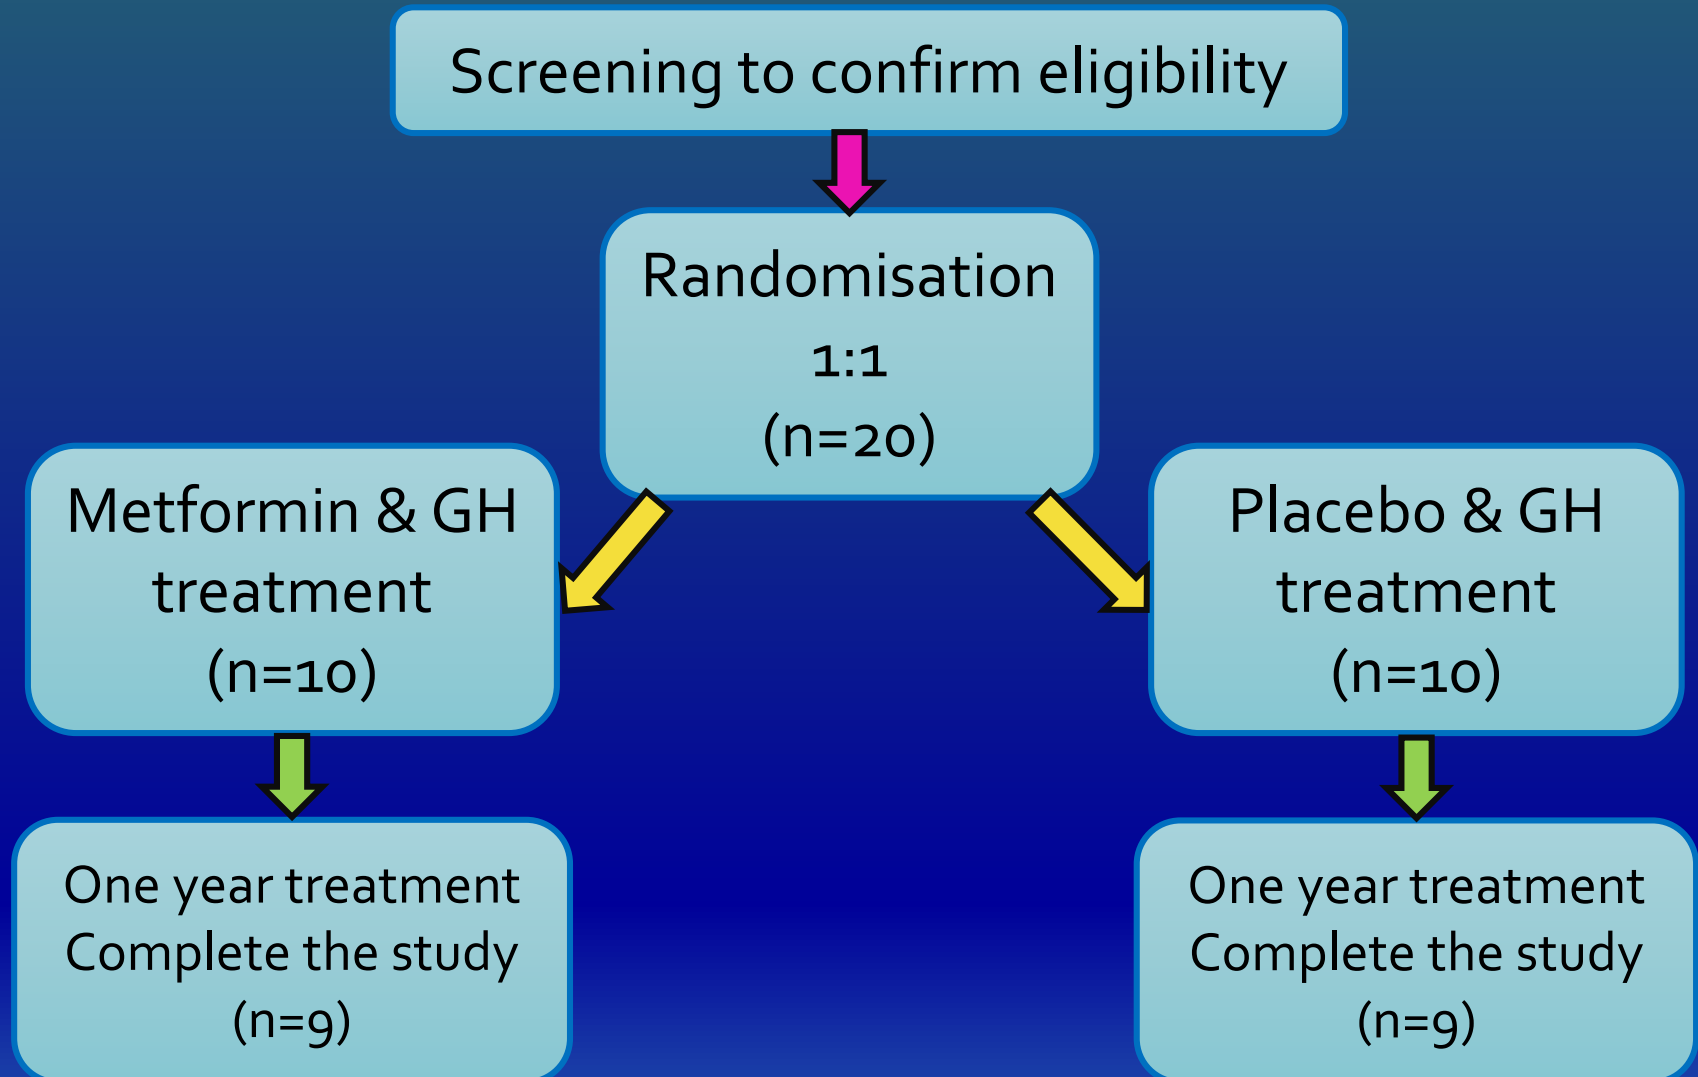 Screening to confirm eligibility
Randomisation
1:1
(n=20)
Metformin & GH
treatment
(n=10)
Placebo & GH
treatment
(n=10)
One year treatment
Complete the study
(n=9)
One year treatment
Complete the study
(n=9)